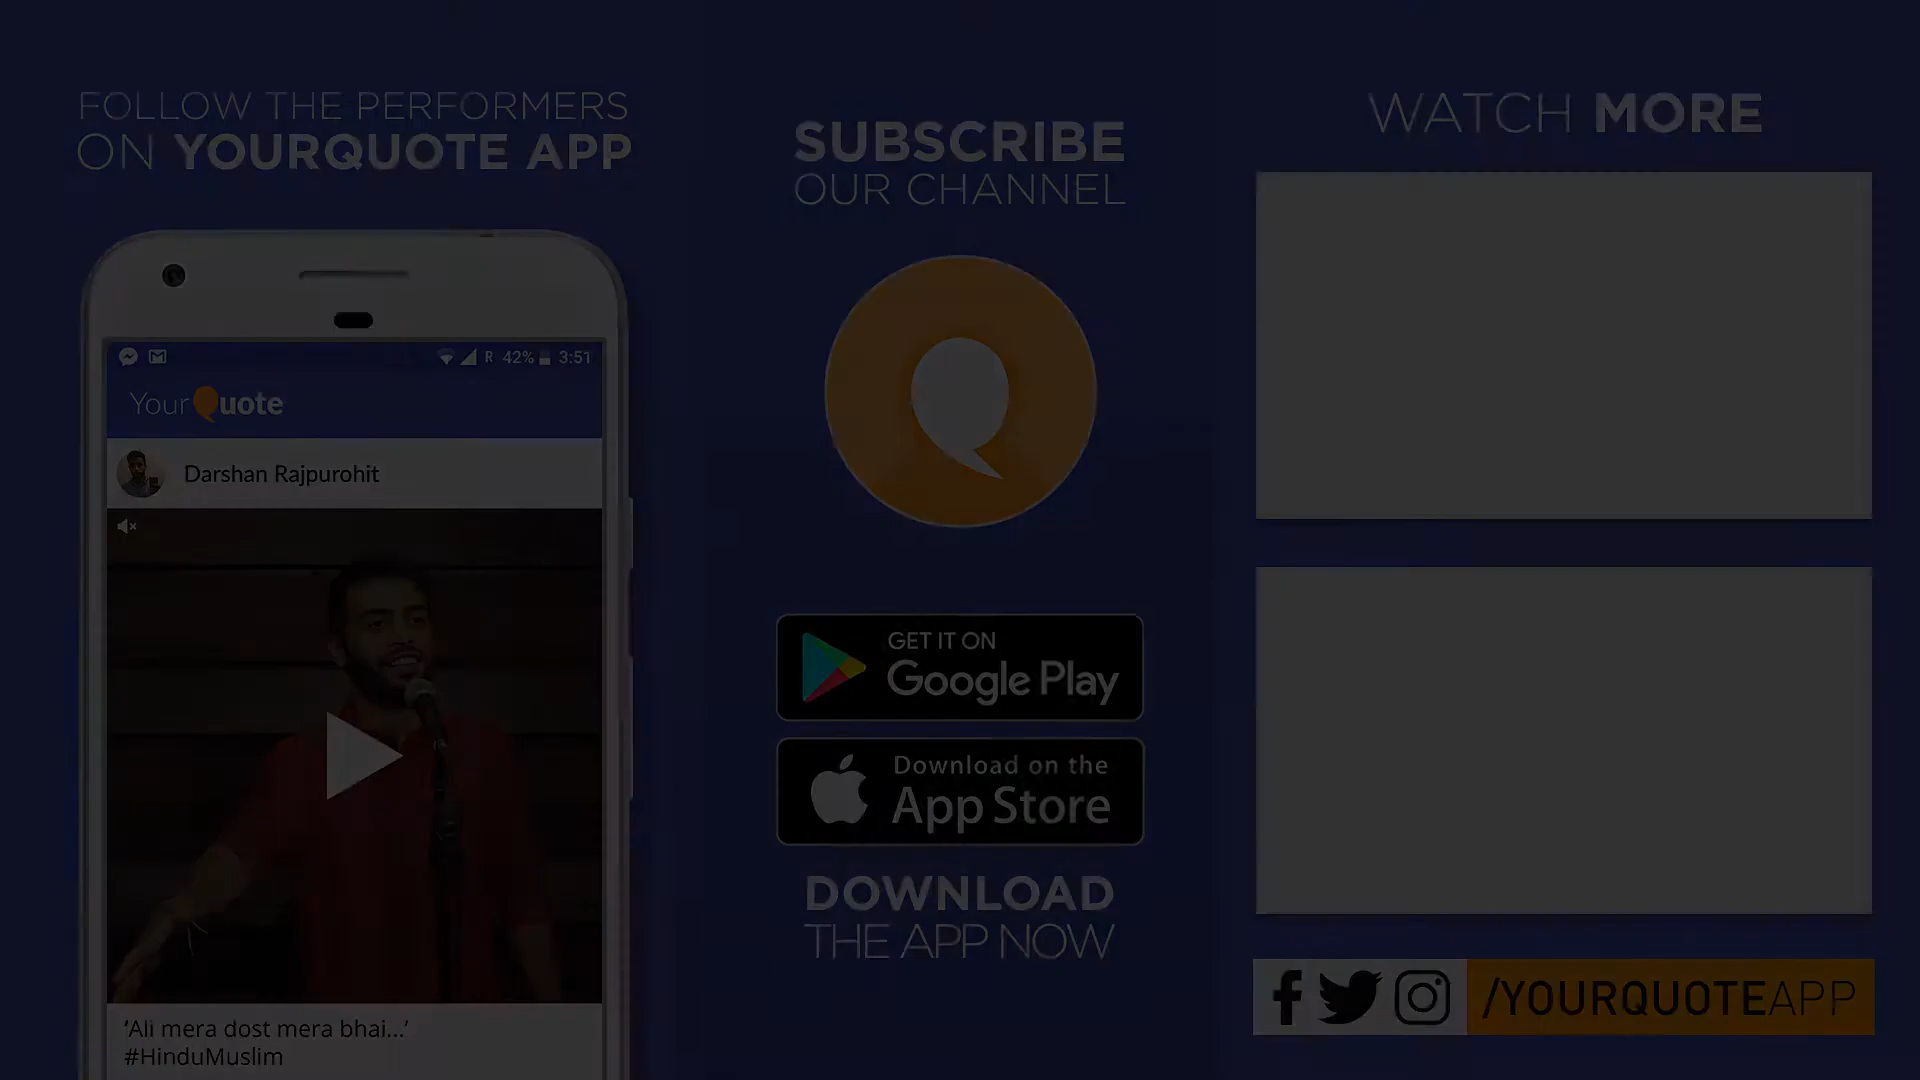 FOLLOW THE PERFORMERS
ON YOURQUOTE APP
R 42% 3:51
YourQuote
Darshan Rajpurohit
'Ali mera dost mera bhai...'
#HinduMuslim
SUBSCRIBE
OUR CHANNEL
GET IT ON
Google Play
Download on the
App Store
DOWNLOAD
THE APP NOW
WATCH MORE
/YOURQUOTEAPP